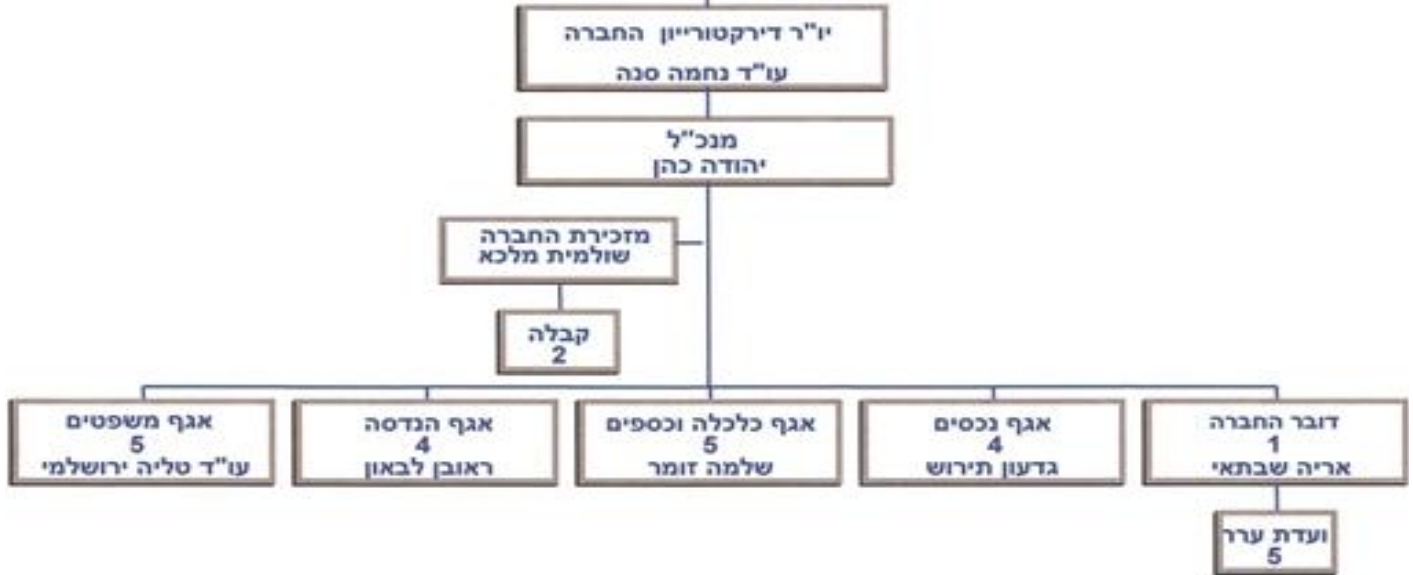 יו"ר דירקטוריון החברה
עו"ד נחמה סנה
מנכ"ל
יהודה כהן
מזכירת החברה
שולמית מלכא
קבלה
2
דובר החברה
1
אריה שבתאי
אגף נכסים
4
גדעון תירוש
אגף כלכלה וכספים
5
שלמה זומר
אגף הנדסה
4
ראובן לבאון
אגף משפטים
5
עו"ד טליה ירושלמי
ועדת ערר
5